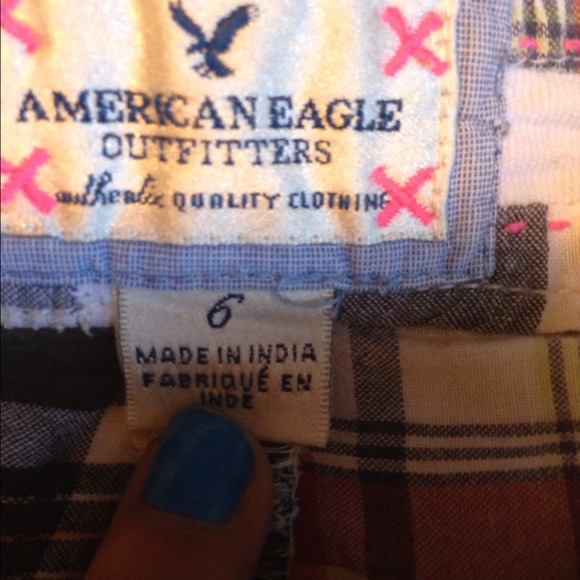 AMERICAN EAGLE
OUTFITTERS
authentic QUALITY CLOTHING
6
MADE IN INDIA
FABRIQUÉ EN
INDE